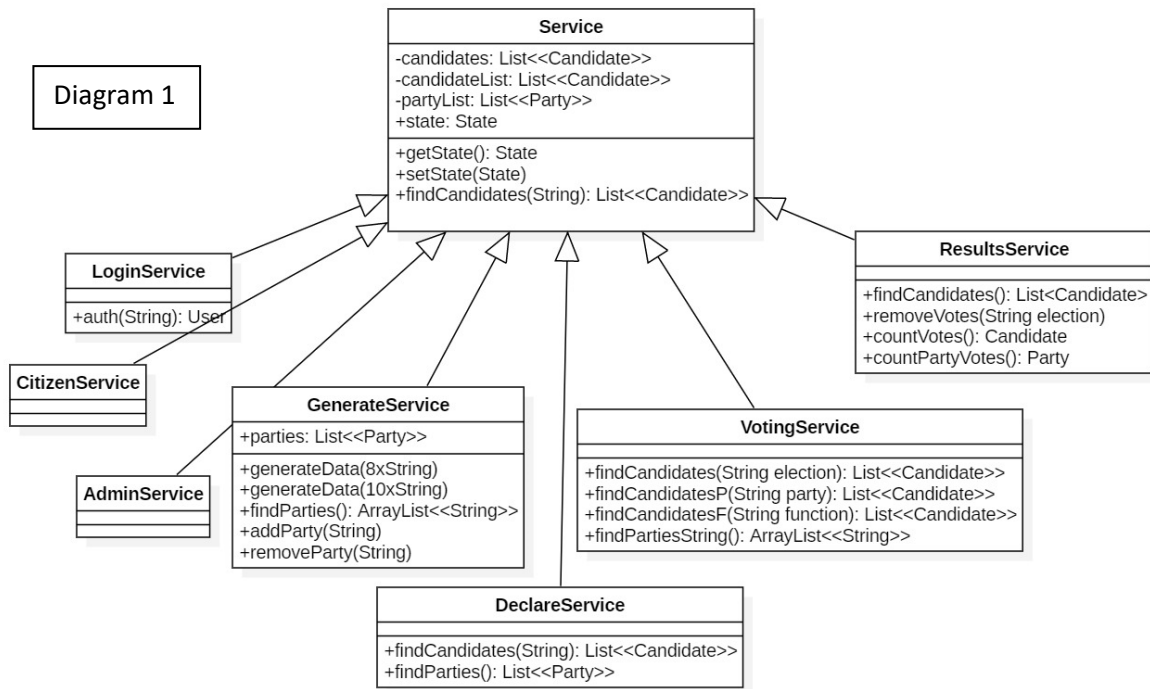 Diagram 1
Service
-candidates: List<<Candidate>>
-candidateList: List<<Candidate>>
-partyList: List<<Party>>
+state: State
+getState(): State
+setState(State)
+findCandidates(String): List<<Candidate>>
LoginService
+auth(String): User
CitizenService
AdminService
GenerateService
+parties: List<<Party>>
+generateData(8xString)
+generateData(10xString)
+findParties(): ArrayList<<String>>
+addParty(String)
+removeParty(String)
DeclareService
+findCandidates(String): List<<Candidate>>
+findParties(): List<<Party>>
VotingService
+findCandidates(String election): List<<Candidate>>
+findCandidatesP(String party): List<<Candidate>>
+findCandidatesF(String function): List<<Candidate>>
+findPartiesString(): ArrayList<<String>>
ResultsService
+findCandidates(): List<Candidate>
+removeVotes(String election)
+countVotes(): Candidate
+countPartyVotes(): Party